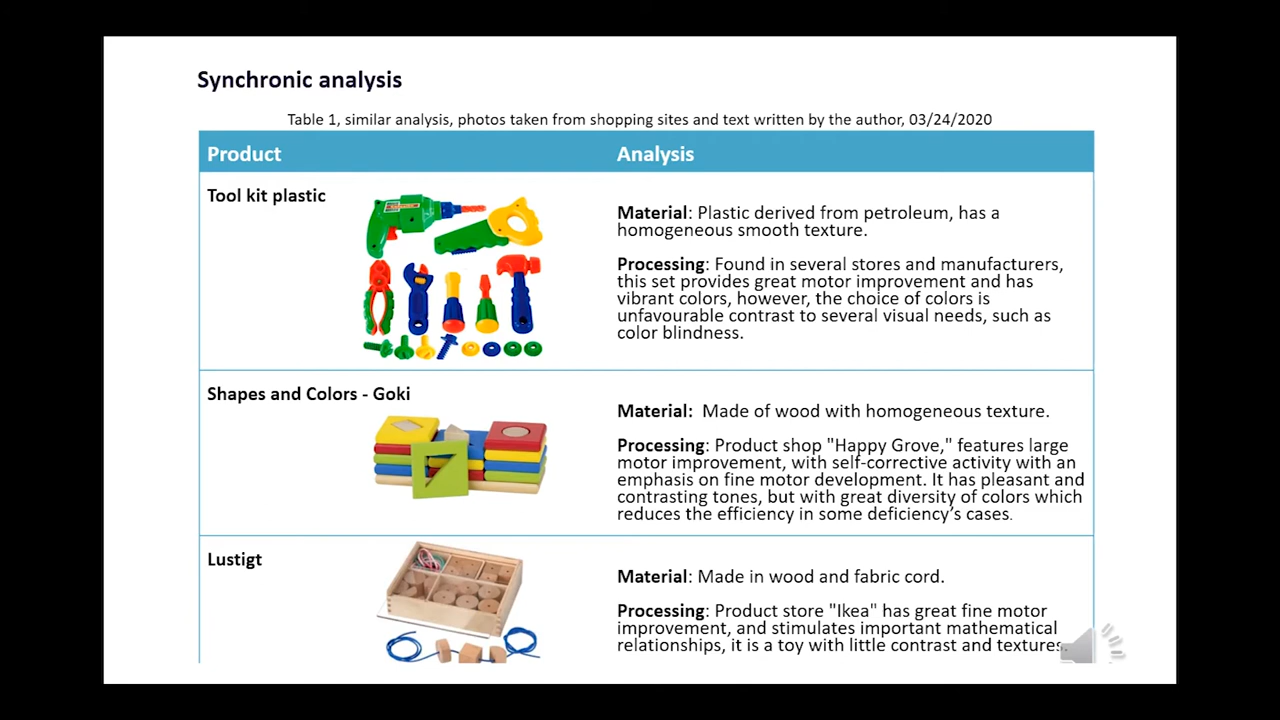 Synchronic analysis
Table 1, similar analysis, photos taken from shopping sites and text written by the author, 03/24/2020
Product
Analysis
Tool kit plastic
Material: Plastic derived from petroleum, has a
homogeneous smooth texture.
Processing: Found in several stores and manufacturers,
this set provides great motor improvement and has
vibrant colors, however, the choice of colors is
unfavourable contrast to several visual needs, such as
color blindness.
Shapes and Colors - Goki
Material: Made of wood with homogeneous texture.
Processing: Product shop "Happy Grove," features large
motor improvement, with self-corrective activity with an
emphasis on fine motor development. It has pleasant and
contrasting tones, but with great diversity of colors which
reduces the efficiency in some deficiency’s cases.
Lustigt
Material: Made in wood and fabric cord.
Processing: Product store "Ikea" has great fine motor
improvement, and stimulates important mathematical
relationships, it is a toy with little contrast and textures.